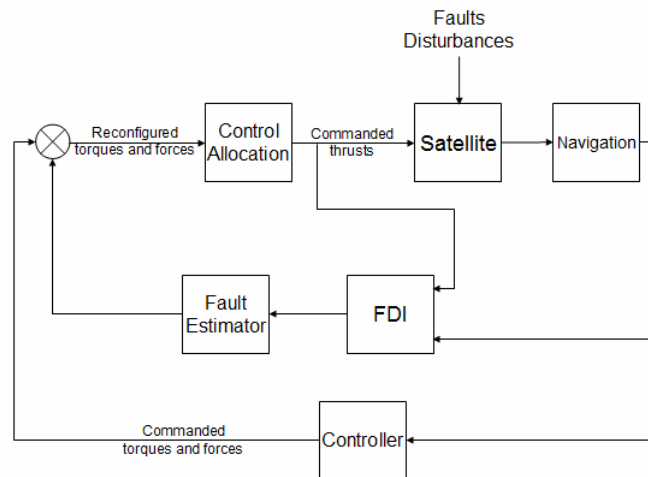 Faults
Disturbances
Reconfigured
torques and forces
Control
Allocation
Commanded
thrusts
Satellite
Navigation
Fault
Estimator
FDI
Commanded
torques and forces
Controller